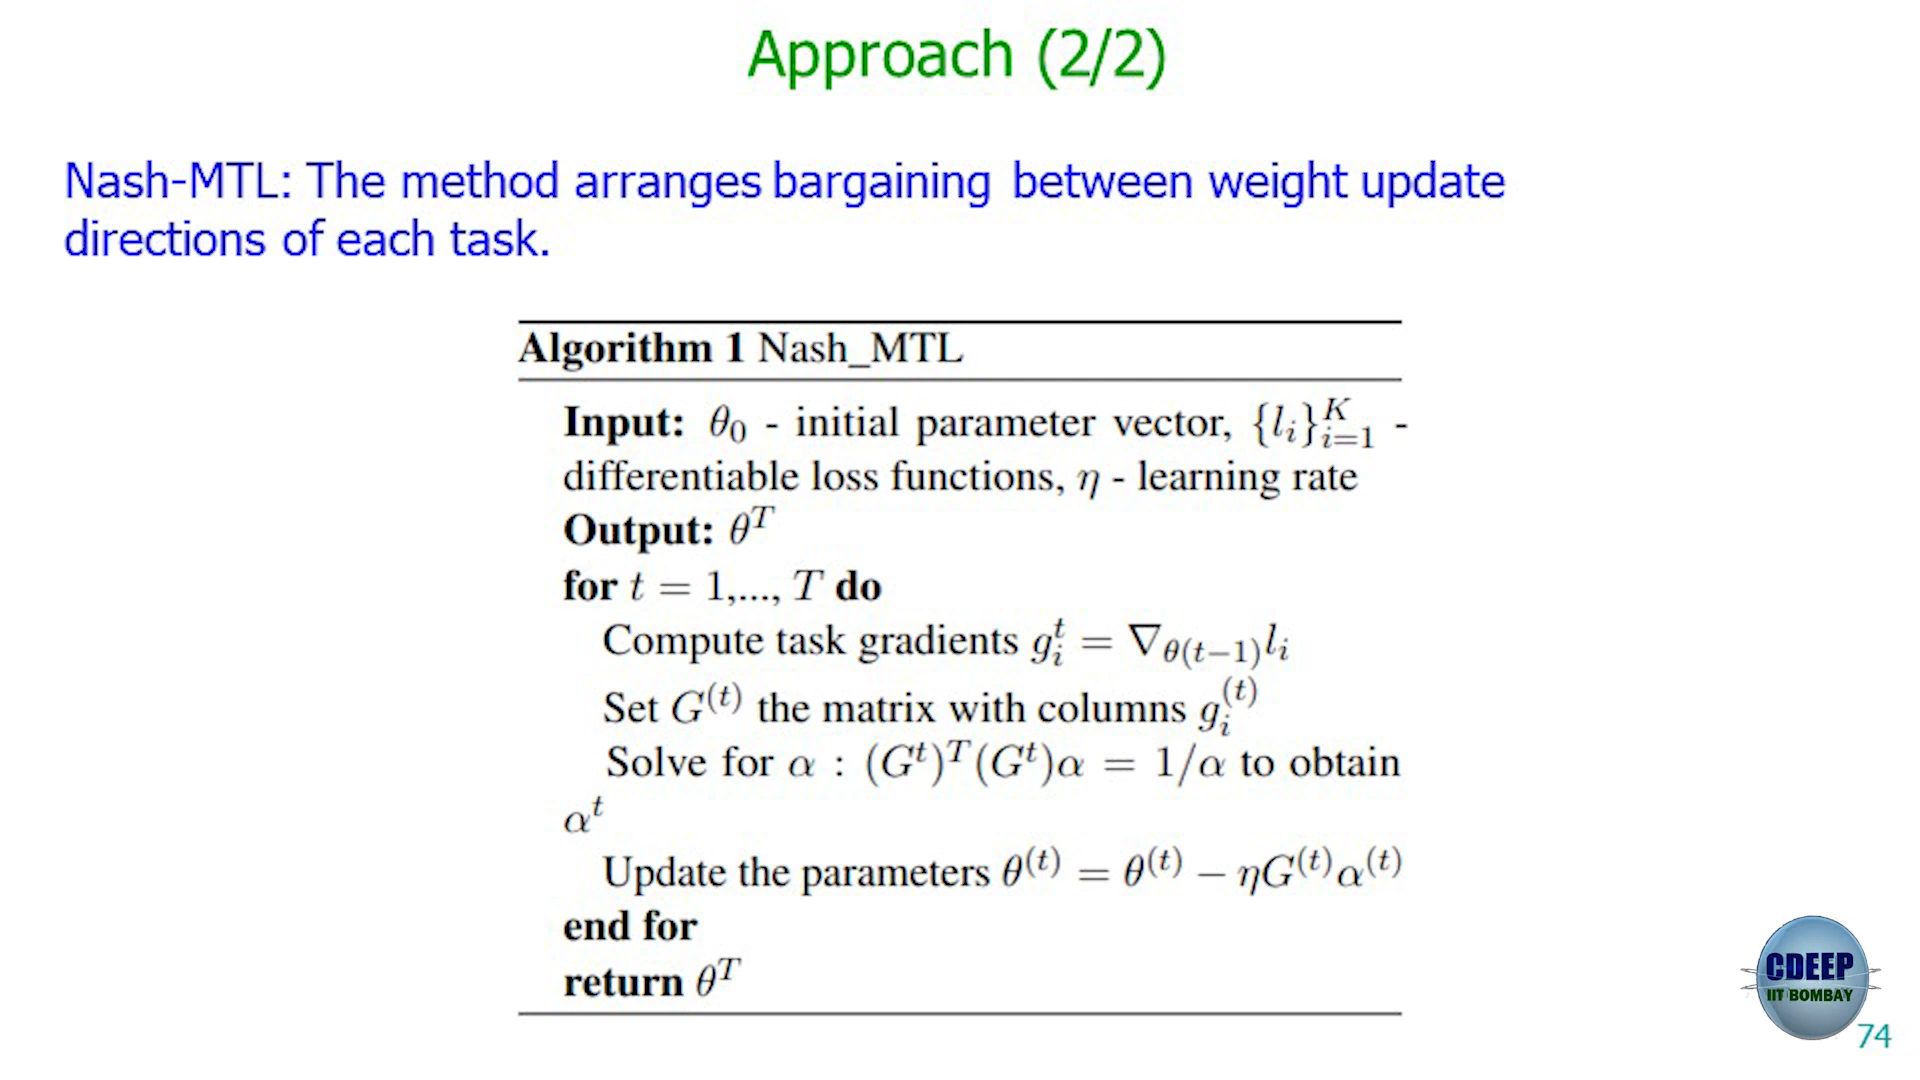 Approach (2/2)
Nash-MTL: The method arranges bargaining between weight update
directions of each task.
Algorithm 1 Nash_MTL
Input: θ₀ - initial parameter vector, {lᵢ}ᴷᵢ₌₁ -
differentiable loss functions, η - learning rate
Output: θᵀ
for t = 1,..., T do
Compute task gradients gᵢᵗ = ∇θ(t−1)lᵢ
Set G⁽ᵗ⁾ the matrix with columns gᵢ⁽ᵗ⁾
Solve for α : (Gᵗ)ᵀ(Gᵗ)α = 1/α to obtain
αᵗ
Update the parameters θ⁽ᵗ⁾ = θ⁽ᵗ⁾ − ηG⁽ᵗ⁾α⁽ᵗ⁾
end for
return θᵀ
CDEEP
IIT BOMBAY
74